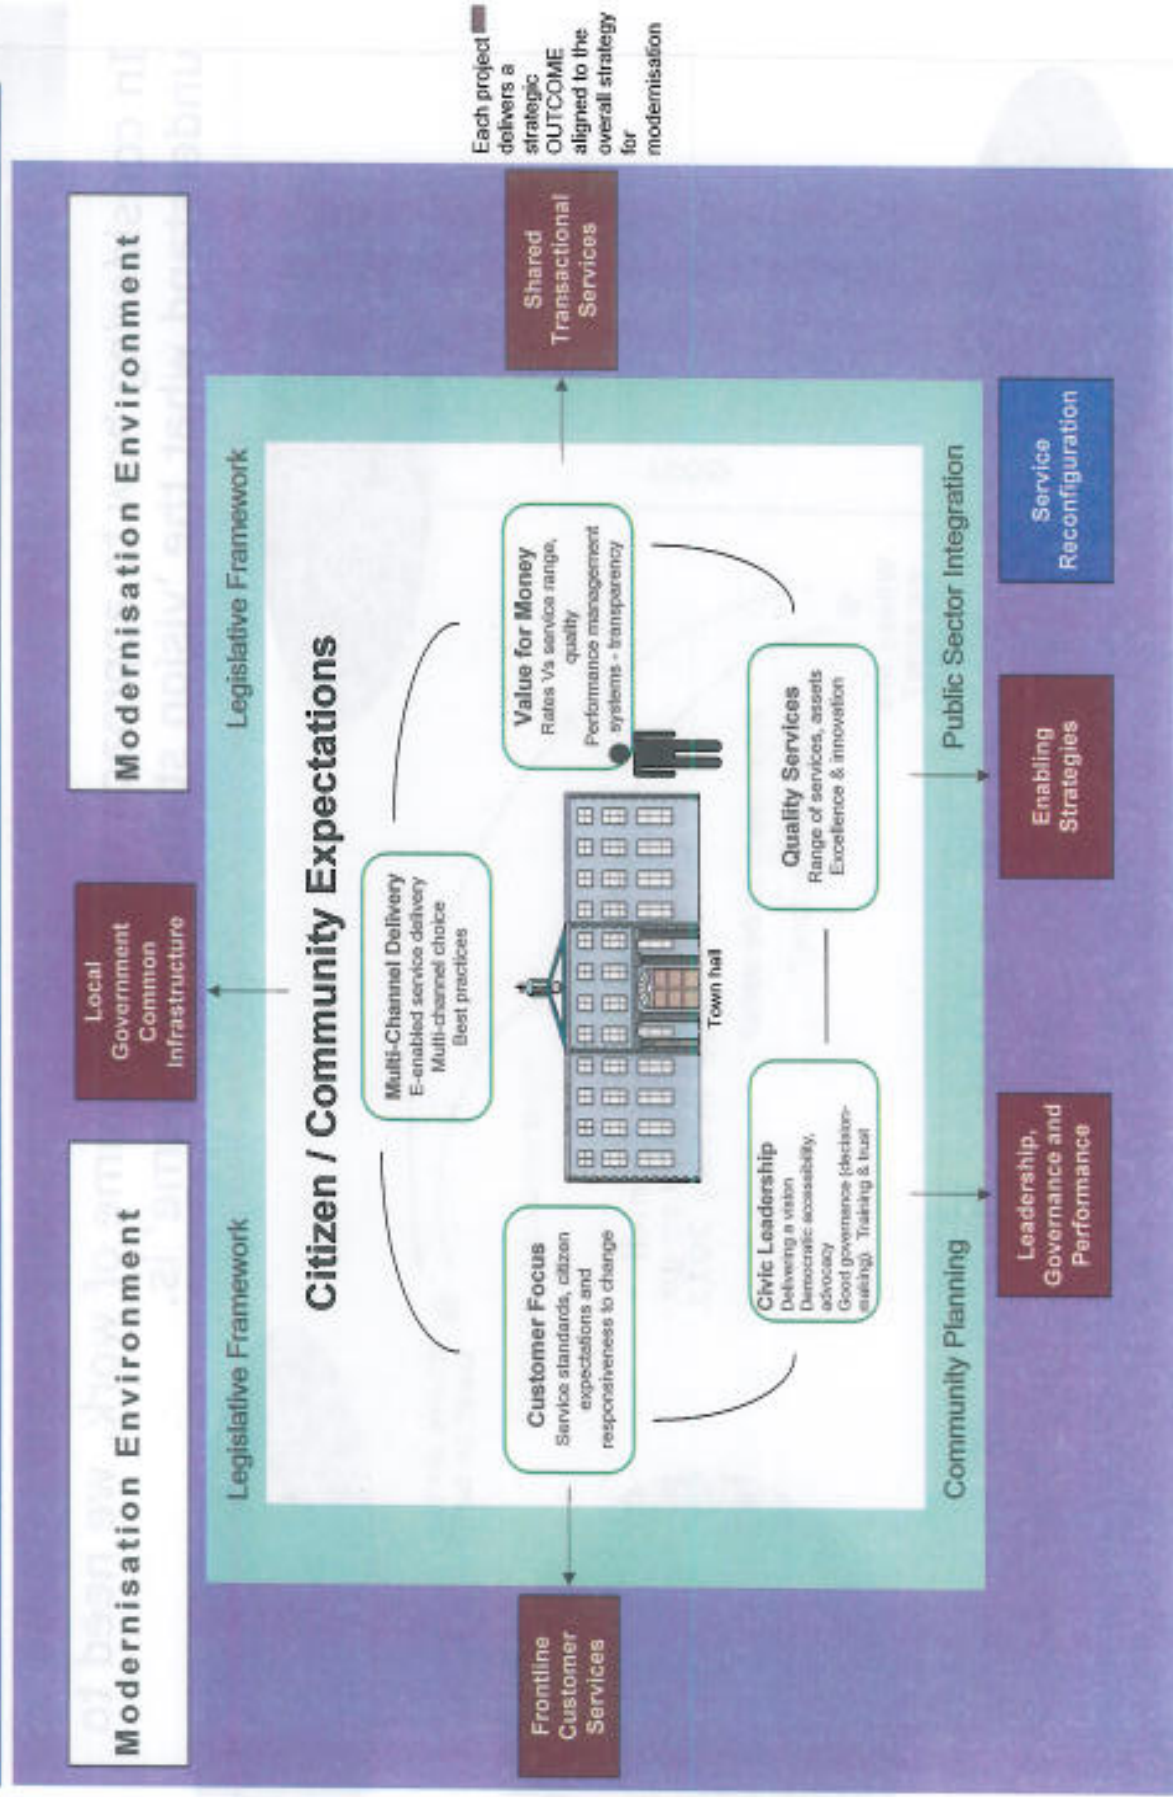 Modernisation Environment
Modernisation Environment
Local
Government
Common
Infrastructure
Legislative Framework
Legislative Framework
Citizen / Community Expectations
Multi-Channel Delivery
E-enabled service delivery
Multi-channel choice
Best practices
Customer Focus
Service standards, citizen
expectations and
responsiveness to change
Value for Money
Rates Vs service range,
quality
Performance management
systems - transparency
Town hall
Civic Leadership
Delivering a vision
Democratic accessibility,
advocacy
Good governance (decision-
making). Training & trust
Quality Services
Range of services, assets
Excellence & innovation
Community Planning
Public Sector Integration
Frontline
Customer
Services
Shared
Transactional
Services
Each project
delivers a
strategic
OUTCOME
aligned to the
overall strategy
for
modernisation
Leadership,
Governance and
Performance
Enabling
Strategies
Service
Reconfiguration